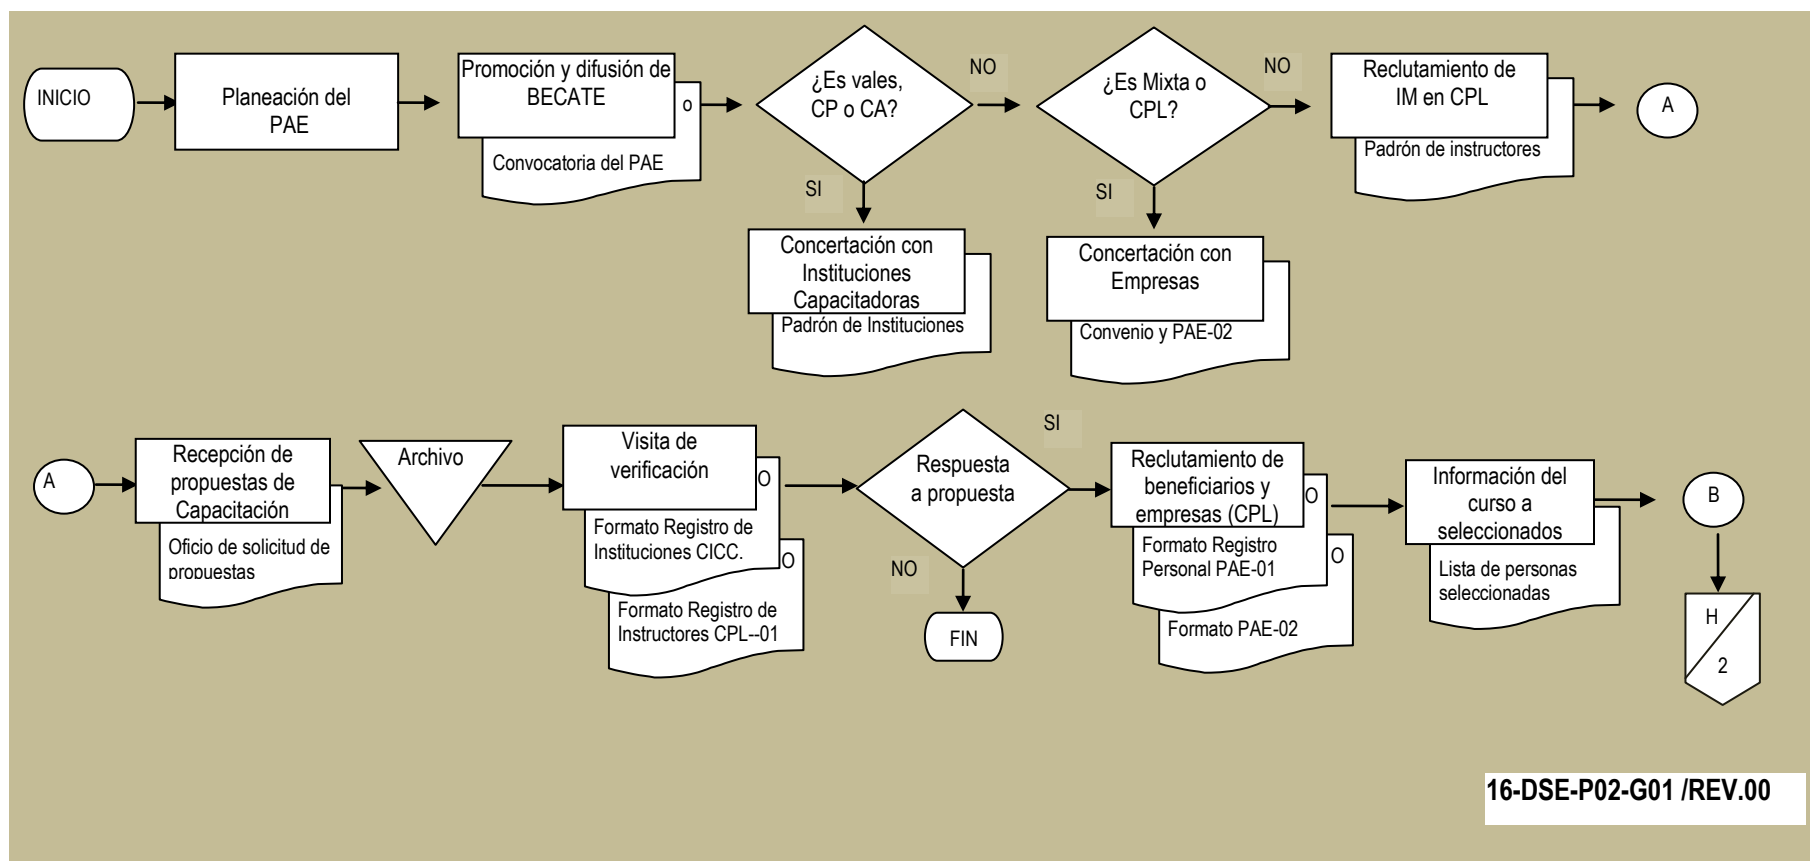 INICIO
Planeación del
PAE
Promoción y difusión de
BECATE
o
Convocatoria del PAE
¿Es vales,
CP o CA?
NO
SI
¿Es Mixta o
CPL?
NO
SI
Reclutamiento de
IM en CPL
Padrón de instructores
A
Concertación con
Instituciones
Capacitadoras
Padrón de Instituciones
Concertación con
Empresas
Convenio y PAE-02
A
Recepción de
propuestas de
Capacitación
Oficio de solicitud de
propuestas
Archivo
Visita de
verificación
O
Formato Registro de
Instituciones CICC.
O
Formato Registro de
Instructores CPL--01
Respuesta
a propuesta
SI
NO
FIN
Reclutamiento de
beneficiarios y
empresas (CPL)
O
Formato Registro
Personal PAE-01
O
Formato PAE-02
Información del
curso a
seleccionados
Lista de personas
seleccionadas
B
H
2
16-DSE-P02-G01 /REV.00